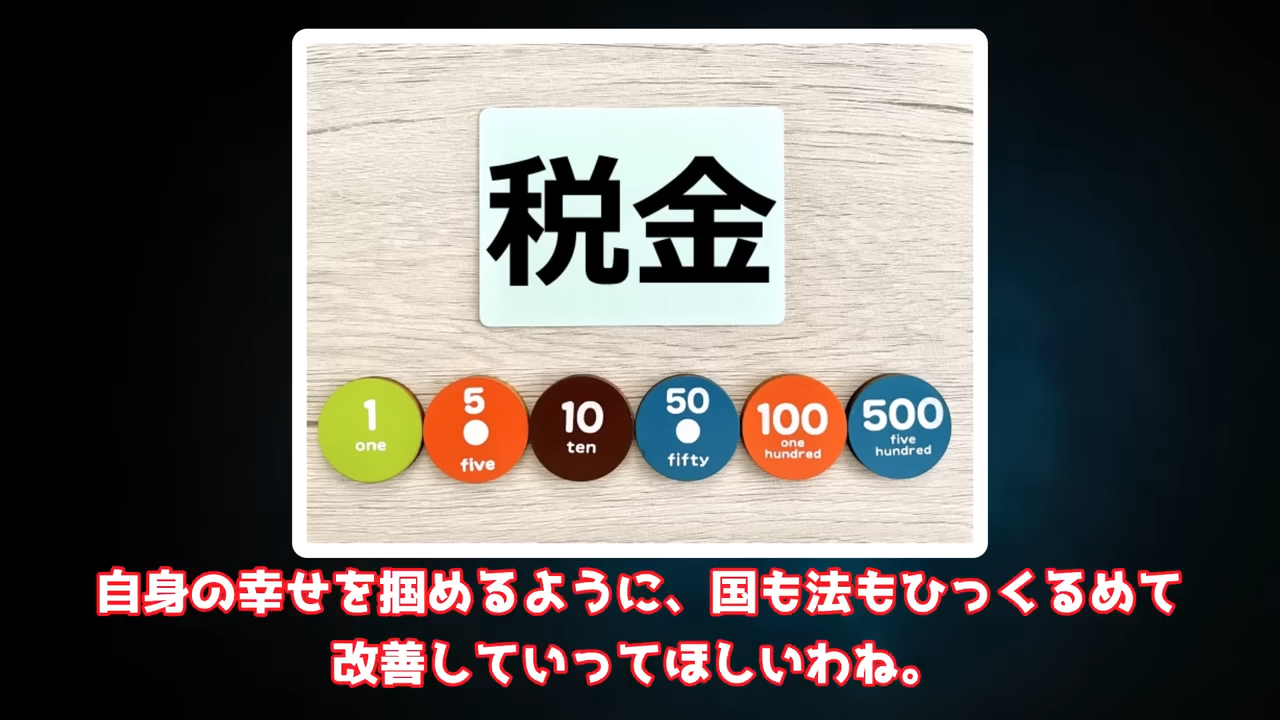 税金
1
one
5
five
10
ten
50
fifty
100
one
hundred
500
five
hundred
自身の幸せを掴めるように、国も法もひっくるめて
改善していってほしいわね。